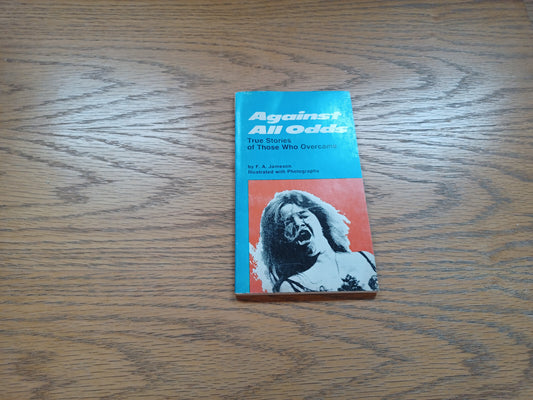 Against
All Odds
True Stories
of Those Who Overcame
by F. A. Jameson
Illustrated with Photographs